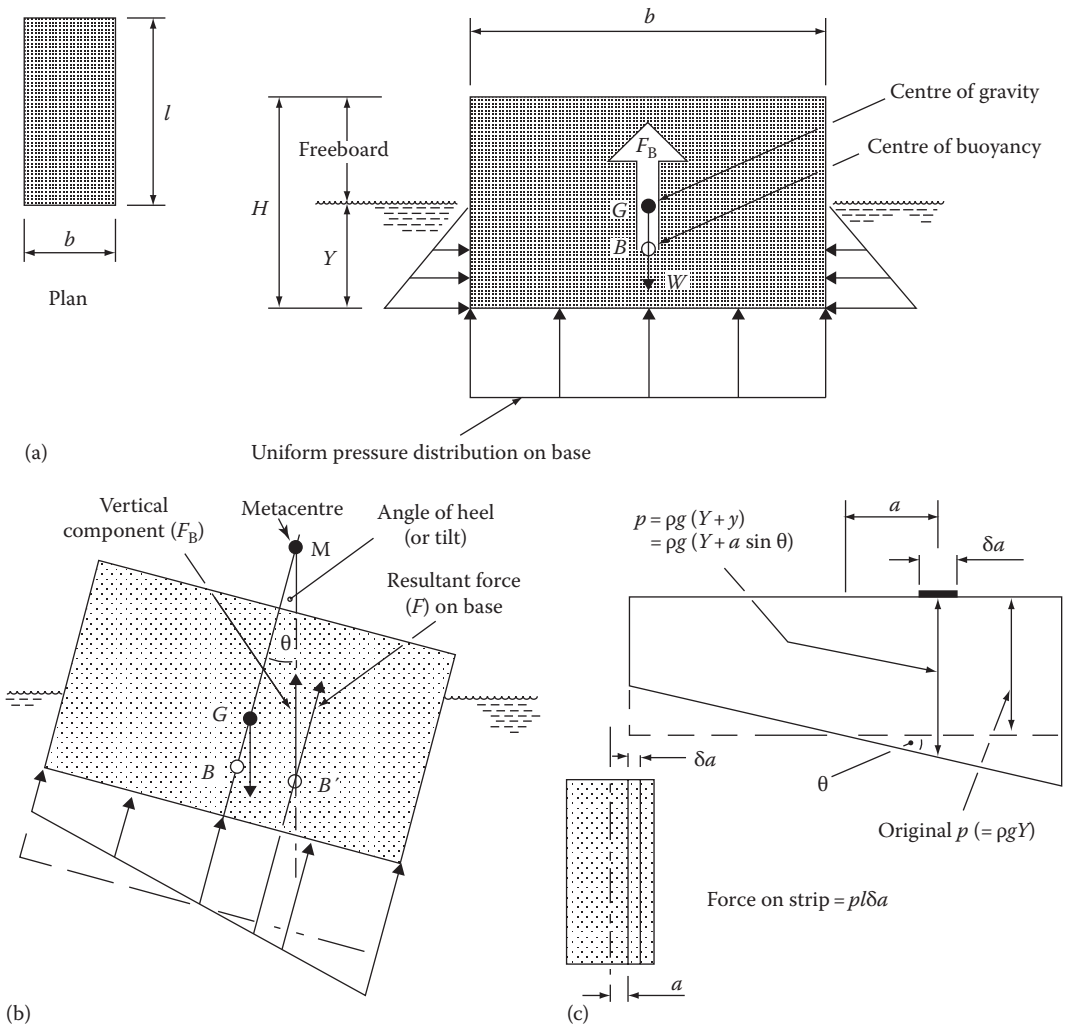 b
l
b
Plan
H
Freeboard
Y
F_B
G
B
W
Centre of gravity
Centre of buoyancy
Uniform pressure distribution on base
(a)
Vertical
component (F_B)
Metacentre
M
Angle of heel
(or tilt)
Resultant force
(F) on base
θ
G
B
B′
(b)
p = ρg (Y + y)
= ρg (Y + a sin θ)
a
δa
θ
δa
Original p (= ρgY)
Force on strip = plδa
a
(c)